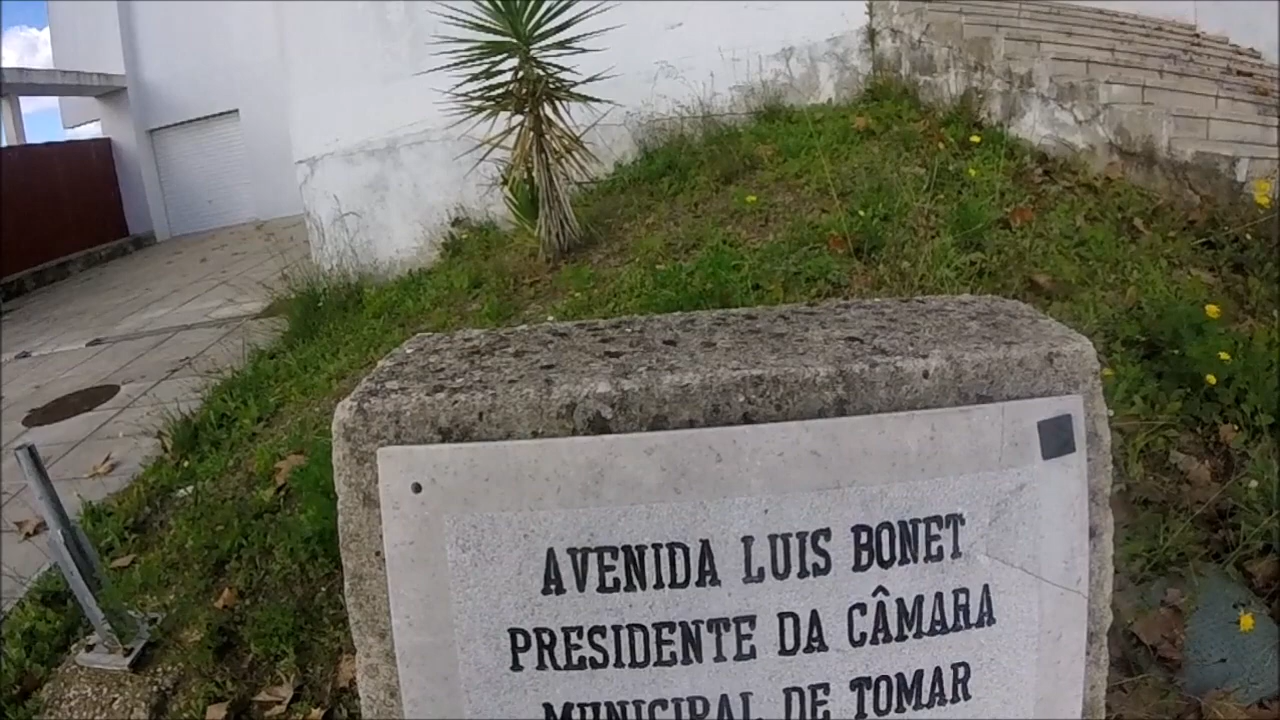 AVENIDA LUIS BONET
PRESIDENTE DA CÂMARA
MUNICIPAL DE TOMAR